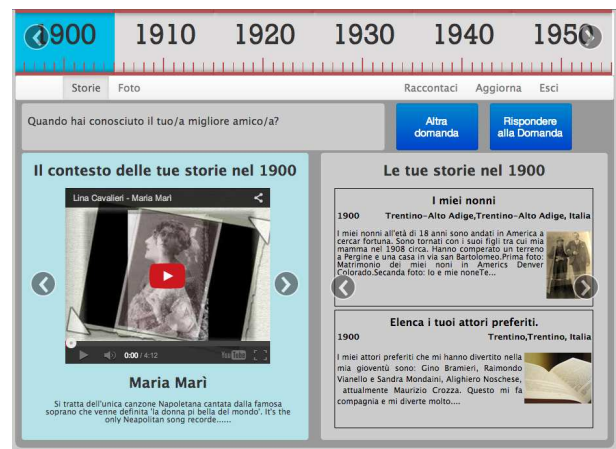 1900 1910 1920 1930 1940 1950
Storie Foto Raccontaci Aggiorna Esci
Quando hai conosciuto il tuo/a migliore amico/a?
Altra
domanda
Rispondere
alla Domanda
Il contesto delle tue storie nel 1900
Lina Cavalieri - Maria Marì
0:00 / 4:12
YouTube
Maria Marì
Si tratta dell'unica canzone Napoletana cantata dalla famosa
soprano che venne definita 'la donna pi bella del mondo'. It's the
only Neapolitan song recorde......
Le tue storie nel 1900
I miei nonni
1900 Trentino-Alto Adige,Trentino-Alto Adige, Italia
I miei nonni all'età di 18 anni sono andati in America a
cercar fortuna. Sono tornati con i suoi figli tra cui mia
mamma nel 1908 circa. Hanno comperato un terreno
a Pergine e una casa in via san Bartolomeo.Prima foto:
Matrimonio dei miei noni in Americs Denver
Colorado.Secanda foto: Io e mie noneTe...
Elenca i tuoi attori preferiti.
1900 Trentino,Trentino, Italia
I miei attori preferiti che mi hanno divertito nella
mia gioventù sono: Gino Bramieri, Raimondo
Vianello e Sandra Mondaini, Alighiero Noschese,
attualmente Maurizio Crozza. Questo mi fa
compagnia e mi diverte molto....